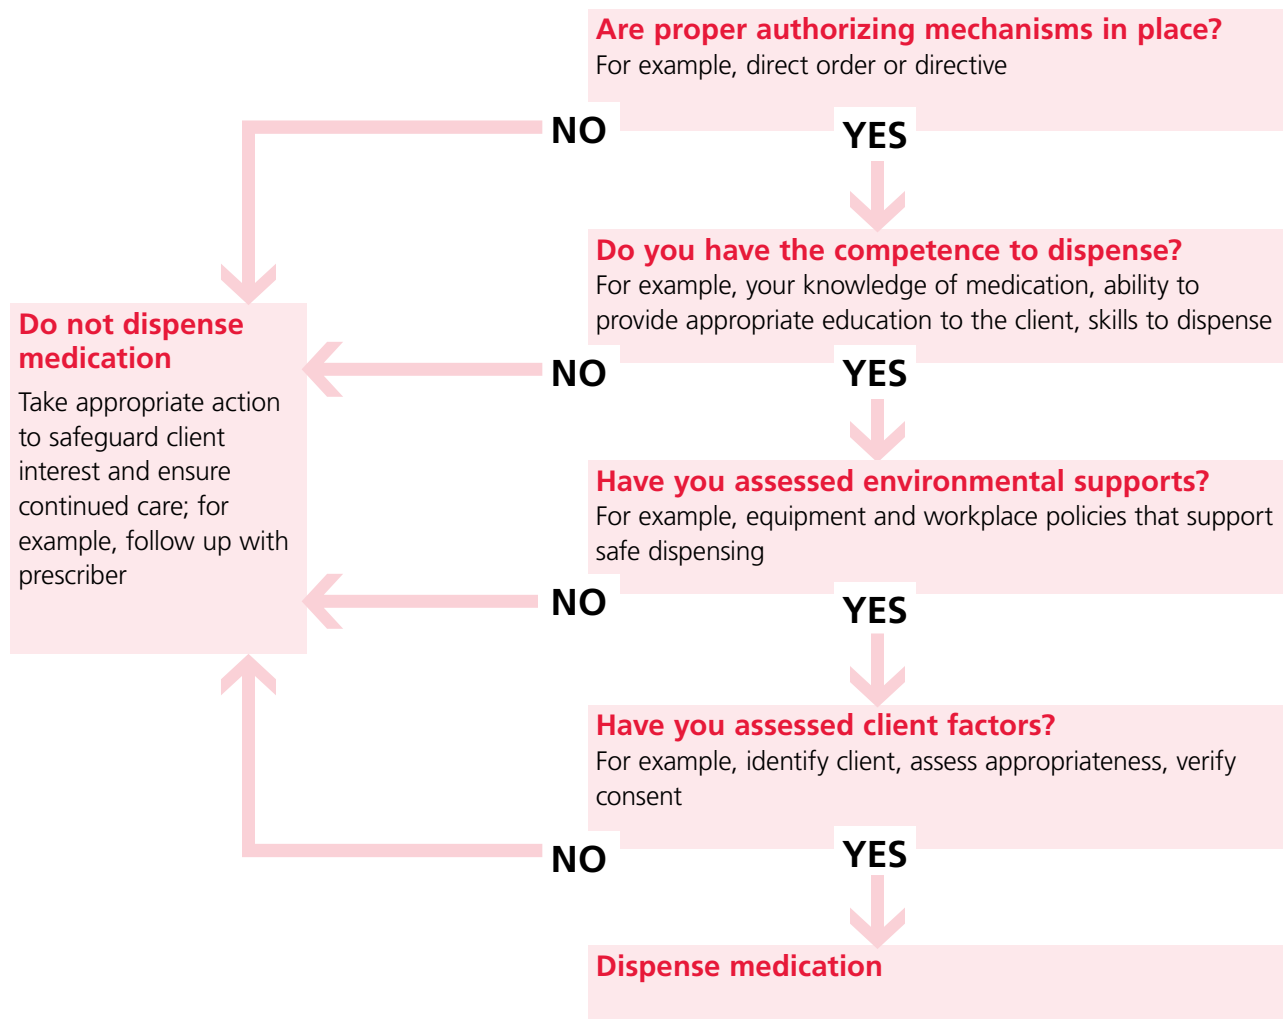 Are proper authorizing mechanisms in place?
For example, direct order or directive
NO
YES
Do you have the competence to dispense?
For example, your knowledge of medication, ability to
provide appropriate education to the client, skills to dispense
NO
YES
Do not dispense
medication
Take appropriate action
to safeguard client
interest and ensure
continued care; for
example, follow up with
prescriber
Have you assessed environmental supports?
For example, equipment and workplace policies that support
safe dispensing
NO
YES
Have you assessed client factors?
For example, identify client, assess appropriateness, verify
consent
NO
YES
Dispense medication